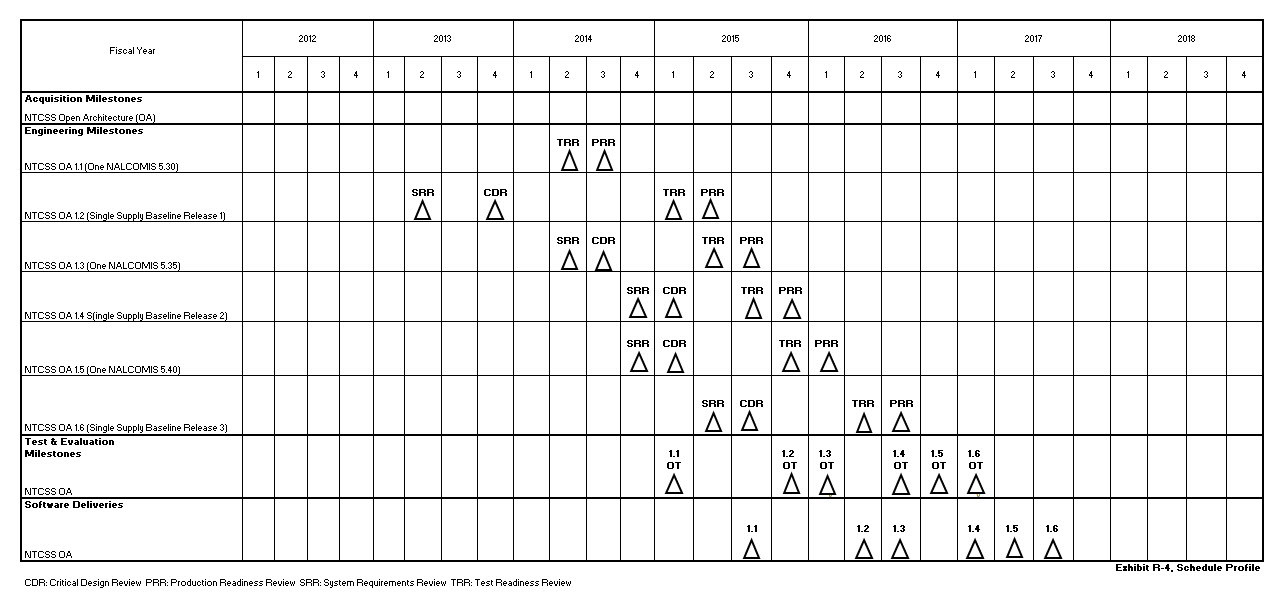 Fiscal Year 2012 2013 2014 2015 2016 2017 2018
1 2 3 4 1 2 3 4 1 2 3 4 1 2 3 4 1 2 3 4 1 2 3 4 1 2 3 4
Acquisition Milestones
NTCSS Open Architecture (OA)
Engineering Milestones
TRR PRR
NTCSS OA 1.1 (One NALCOMIS 5.30)
SRR CDR TRR PRR
NTCSS OA 1.2 (Single Supply Baseline Release 1)
SRR CDR TRR PRR
NTCSS OA 1.3 (One NALCOMIS 5.35)
SRR CDR TRR PRR
NTCSS OA 1.4 S(ingle Supply Baseline Release 2)
SRR CDR TRR PRR
NTCSS OA 1.5 (One NALCOMIS 5.40)
SRR CDR TRR PRR
NTCSS OA 1.6 (Single Supply Baseline Release 3)
Test & Evaluation
Milestones
1.1 1.2 1.3 1.4 1.5 1.6
OT OT OT OT OT OT
NTCSS OA
Software Deliveries
1.1 1.2 1.3 1.4 1.5 1.6
NTCSS OA
Exhibit R-4, Schedule Profile
CDR: Critical Design Review PRR: Production Readiness Review SRR: System Requirements Review TRR: Test Readiness Review